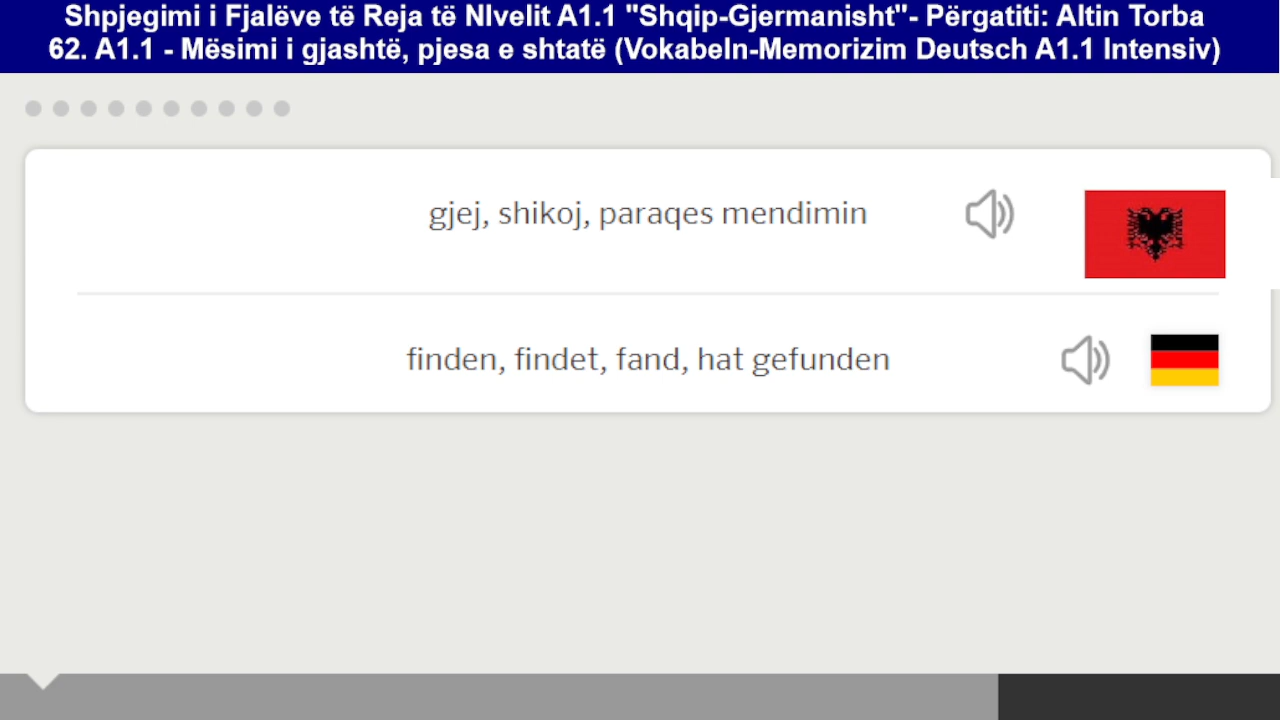 Shpjegimi i Fjalëve të Reja të NIvelit A1.1 "Shqip-Gjermanisht"- Përgatiti: Altin Torba
62. A1.1 - Mësimi i gjashtë, pjesa e shtatë (Vokabeln-Memorizim Deutsch A1.1 Intensiv)
gjej, shikoj, paraqes mendimin
finden, findet, fand, hat gefunden